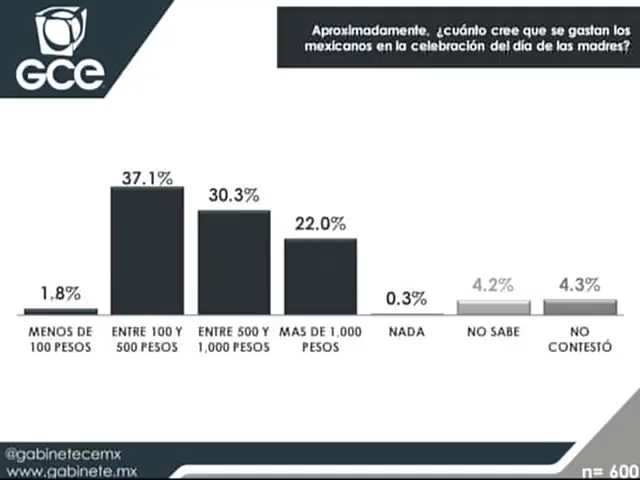 GCE
Aproximadamente, ¿cuánto cree que se gastan los
mexicanos en la celebración del día de las madres?
1.8%
37.1%
30.3%
22.0%
0.3%
4.2%
4.3%
MENOS DE
100 PESOS
ENTRE 100 Y
500 PESOS
ENTRE 500 Y
1,000 PESOS
MAS DE 1,000
PESOS
NADA
NO SABE
NO
CONTESTÓ
@gabinetecemx
www.gabinete.mx
n= 600